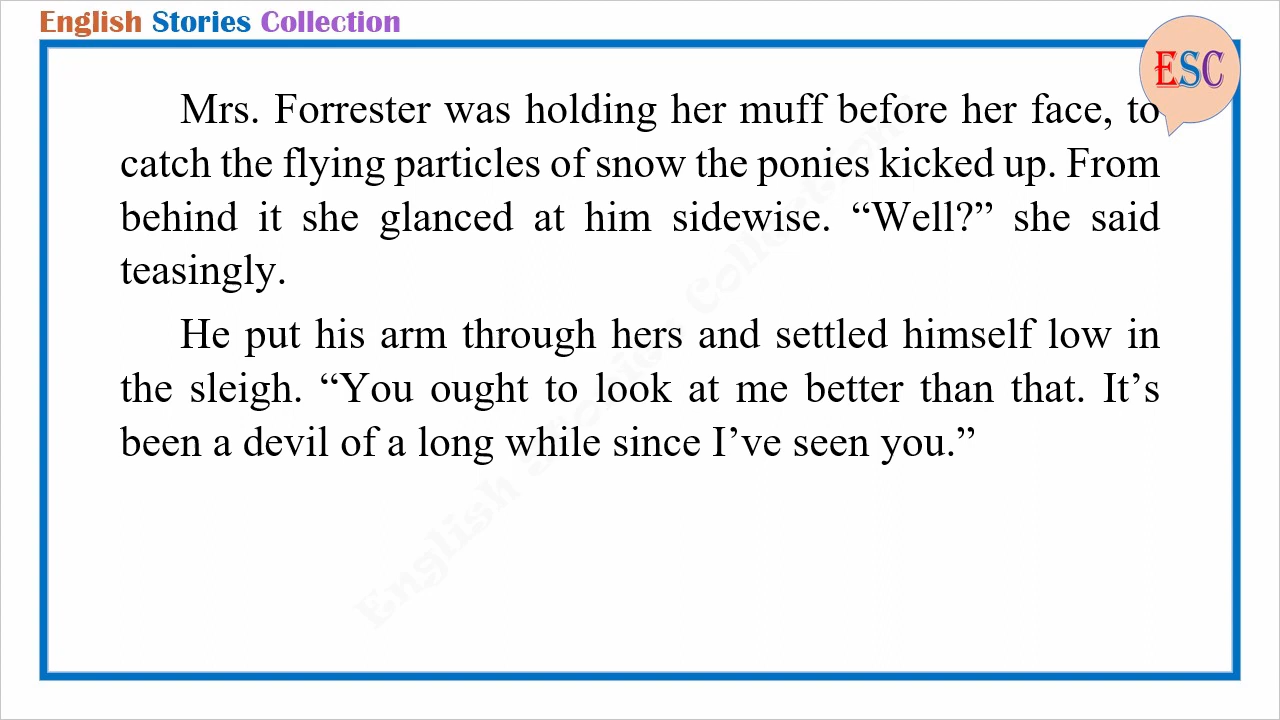 English Stories Collection
ESC
Mrs. Forrester was holding her muff before her face, to
catch the flying particles of snow the ponies kicked up. From
behind it she glanced at him sidewise. “Well?” she said
teasingly.
He put his arm through hers and settled himself low in
the sleigh. “You ought to look at me better than that. It’s
been a devil of a long while since I’ve seen you.”
English Stories Collection